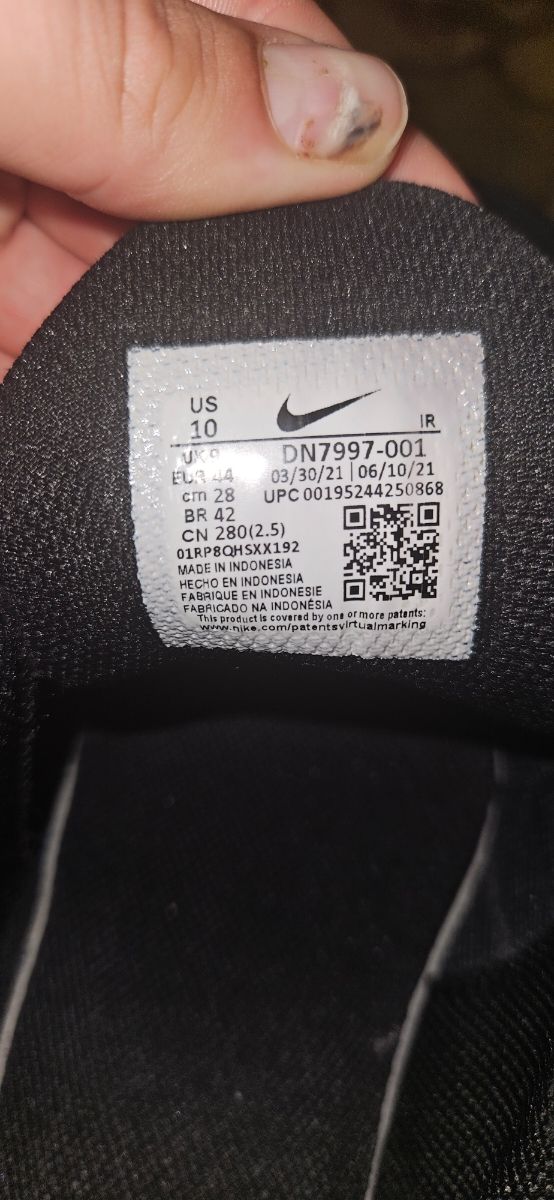 US
10
IR
UK 9
DN7997-001
EUR 44
03/30/21 | 06/10/21
cm 28
UPC 00195244250868
BR 42
CN 280(2.5)
01RP8QHSXX192
MADE IN INDONESIA
HECHO EN INDONESIA
FABRIQUE EN INDONESIE
FABRICADO NA INDONÉSIA
This product is covered by one or more patents:
www.nike.com/patentsvirtualmarking